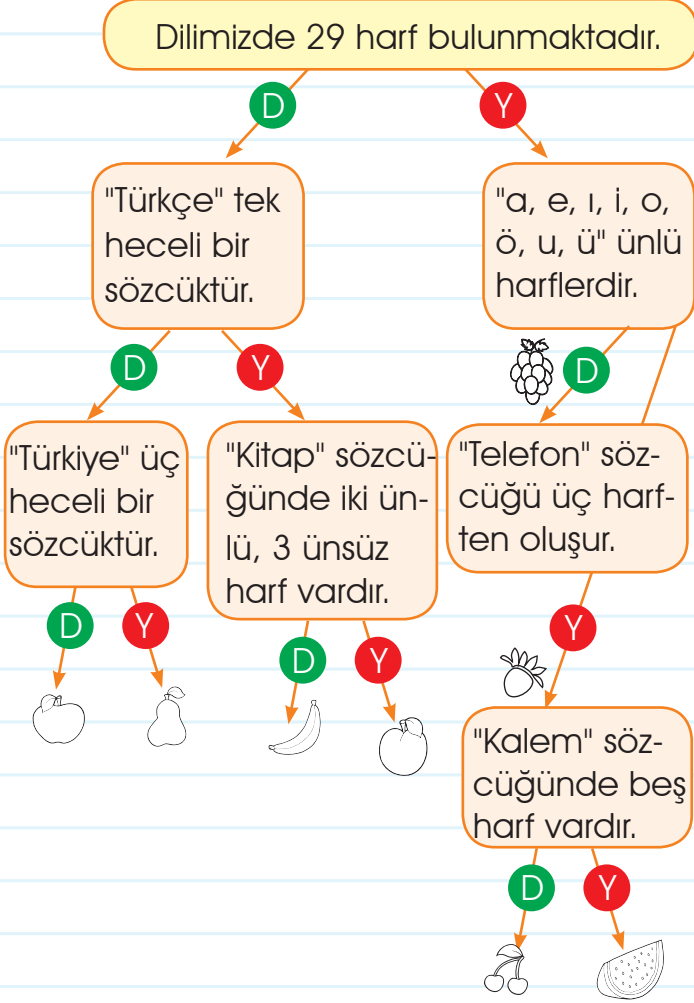 Dilimizde 29 harf bulunmaktadır.
D
Y
"Türkçe" tek
heceli bir
sözcüktür.
"a, e, ı, i, o,
ö, u, ü" ünlü
harflerdir.
D
Y
D
"Türkiye" üç
heceli bir
sözcüktür.
"Kitap" sözcü-
ğünde iki ün-
lü, 3 ünsüz
harf vardır.
"Telefon" söz-
cüğü üç harf-
ten oluşur.
D
Y
D
Y
Y
"Kalem" söz-
cüğünde beş
harf vardır.
D
Y